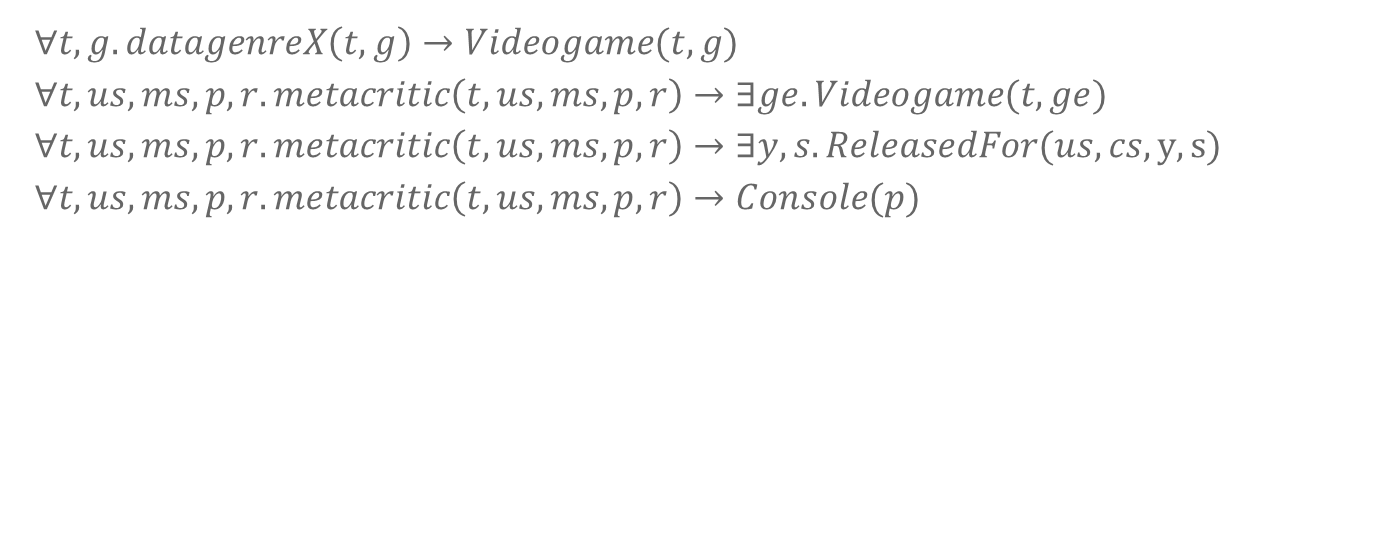 ∀t, g. datagenreX(t, g) → Videogame(t, g)
∀t, us, ms, p, r. metacritic(t, us, ms, p, r) → ∃ge. Videogame(t, ge)
∀t, us, ms, p, r. metacritic(t, us, ms, p, r) → ∃y, s. ReleasedFor(us, cs, y, s)
∀t, us, ms, p, r. metacritic(t, us, ms, p, r) → Console(p)